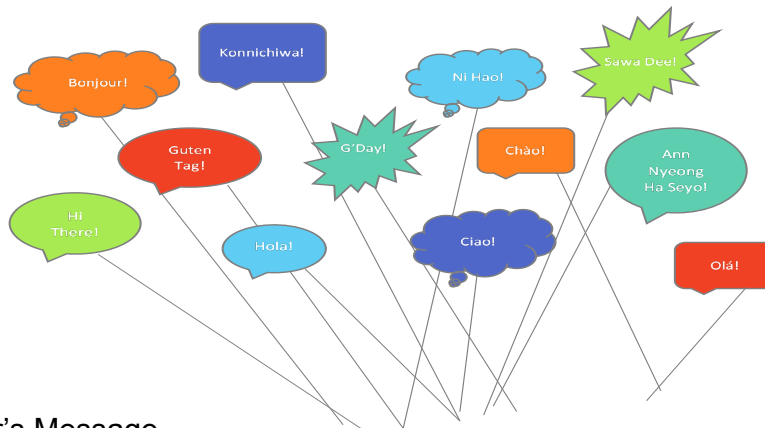 Konnichiwa!
Bonjour!
Ni Hao!
Sawa Dee!
Guten
Tag!
G'Day!
Chào!
Ann
Nyeong
Ha Seyo!
Hi
There!
Hola!
Ciao!
Olá!
Message